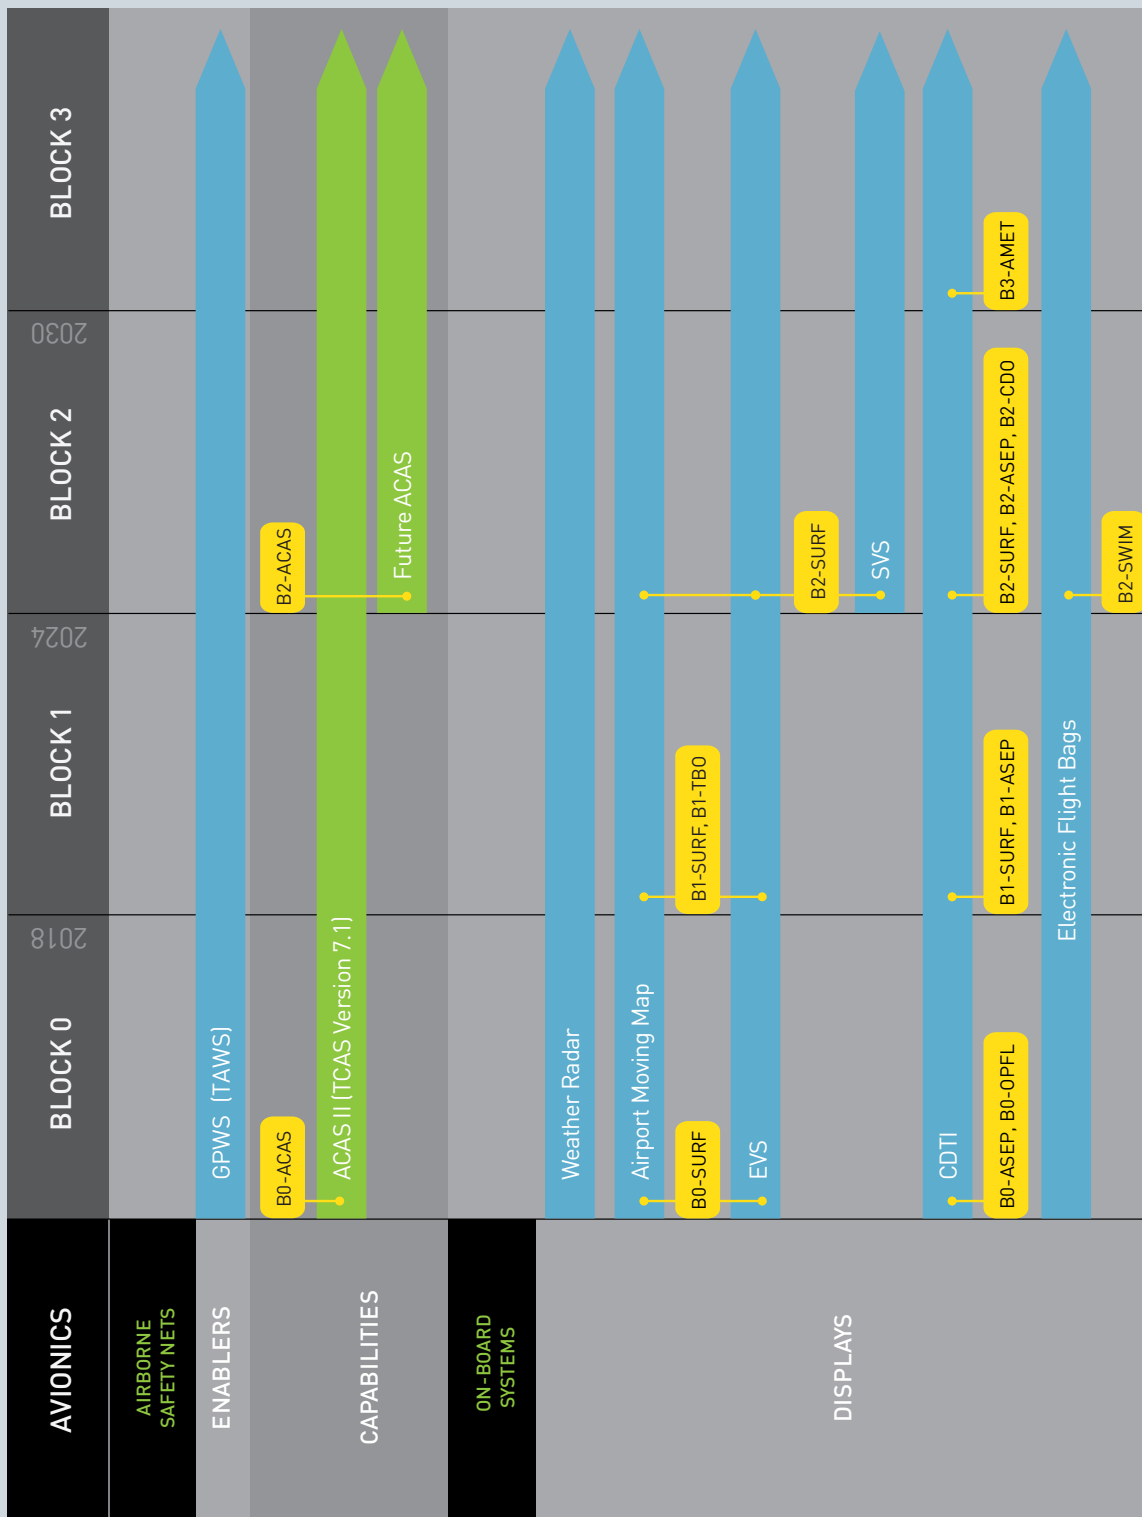 AVIONICS
BLOCK 0
2018
BLOCK 1
2024
BLOCK 2
2030
BLOCK 3
AIRBORNE
SAFETY NETS
ENABLERS
GPWS (TAWS)
CAPABILITIES
B0-ACAS
B2-ACAS
ACAS II (TCAS Version 7.1)
Future ACAS
ON-BOARD
SYSTEMS
DISPLAYS
Weather Radar
Airport Moving Map
B0-SURF
B1-SURF, B1-TBO
EVS
B2-SURF
SVS
CDTI
B0-ASEP, B0-OPFL
B1-SURF, B1-ASEP
B2-SURF, B2-ASEP, B2-CDO
B3-AMET
Electronic Flight Bags
B2-SWIM